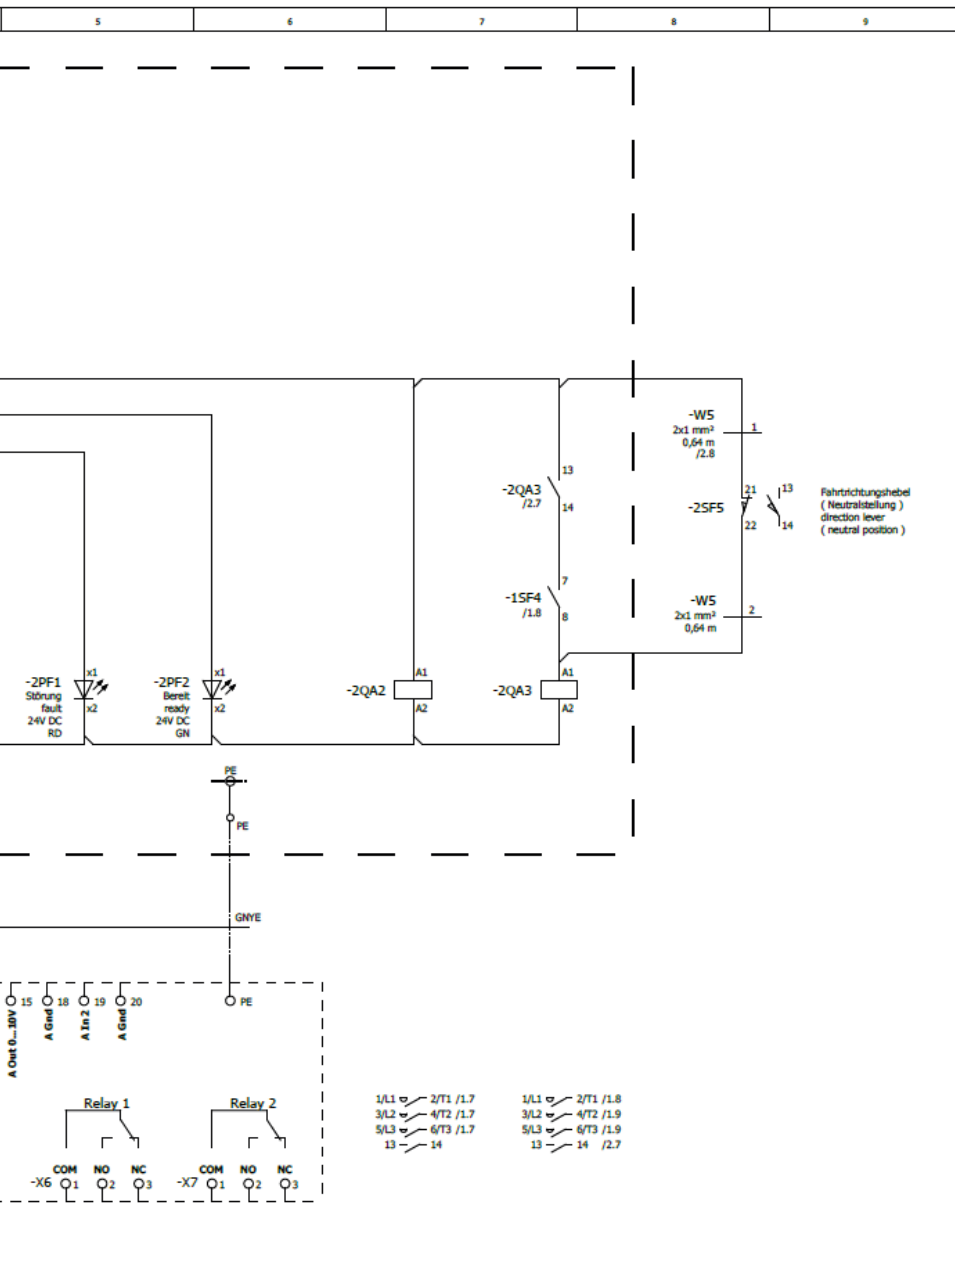 5 6 7 8 9
-W5
2x1 mm²
0,64 m
/2.8
1
-2QA3
/2.7
13
14
-2SF5
21
22
13
14
Fahrtrichtungshebel
( Neutralstellung )
direction lever
( neutral position )
-1SF4
/1.8
7
8
-W5
2x1 mm²
0,64 m
2
-2PF1
Störung
fault
24V DC
RD
x1
x2
-2PF2
Bereit
ready
24V DC
GN
x1
x2
-2QA2
A1
A2
-2QA3
A1
A2
PE
PE
GNYE
15 18 19 20 PE
A Out 0...10V
A Gnd
A In 2
A Gnd
Relay 1
Relay 2
COM NO NC COM NO NC
-X6 1 2 3 -X7 1 2 3
1/L1 2/T1 /1.7
3/L2 4/T2 /1.7
5/L3 6/T3 /1.7
13 14
1/L1 2/T1 /1.8
3/L2 4/T2 /1.9
5/L3 6/T3 /1.9
13 14 /2.7